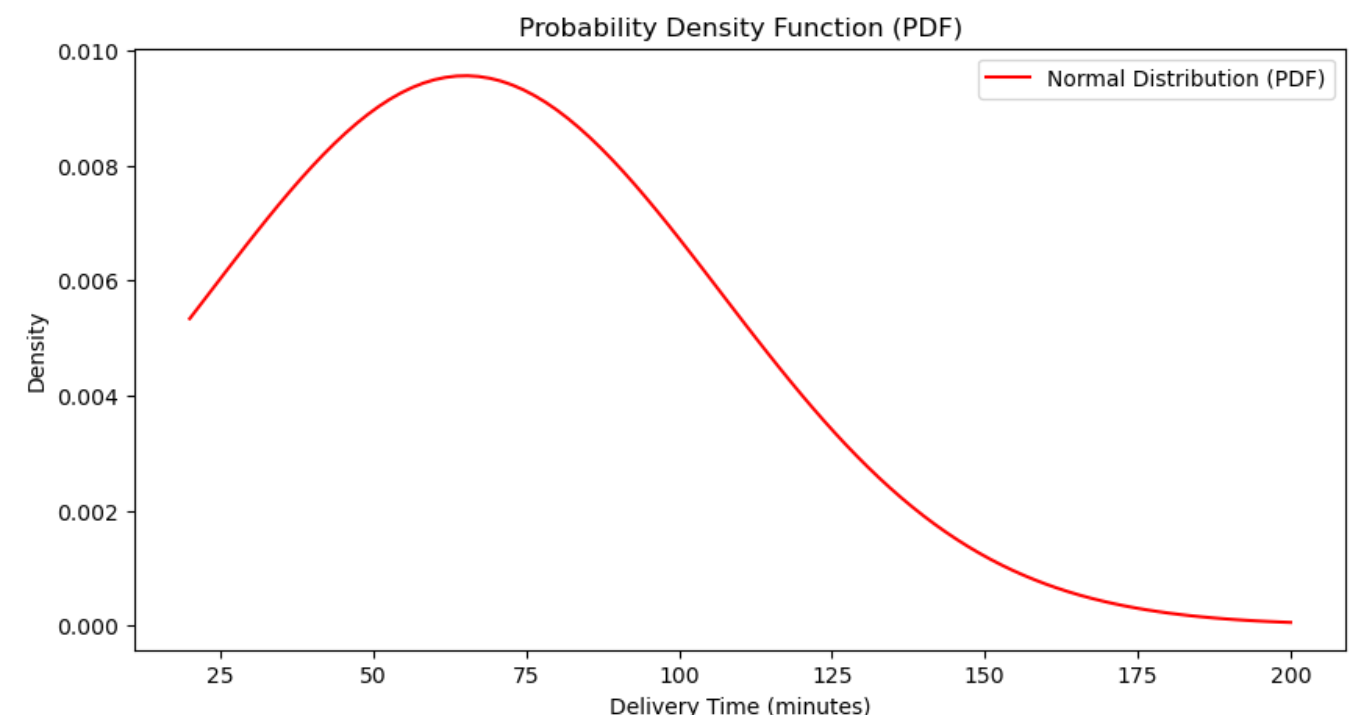 Probability Density Function (PDF)
Normal Distribution (PDF)
0.010
0.008
0.006
0.004
0.002
0.000
Density
25 50 75 100 125 150 175 200
Delivery Time (minutes)